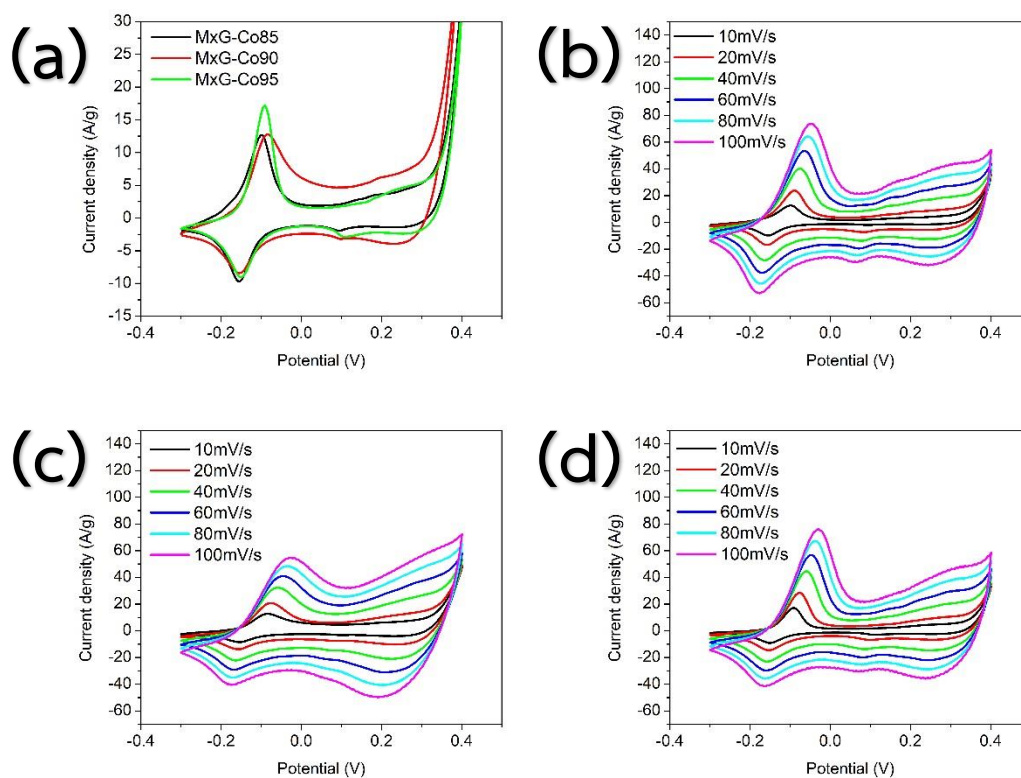 (a)
30
25
20
15
10
5
0
-5
-10
-15
-0.4
-0.2
0.0
0.2
0.4
Current density (A/g)
Potential (V)
MxG-Co85
MxG-Co90
MxG-Co95
(b)
140
120
100
80
60
40
20
0
-20
-40
-60
-0.4
-0.2
0.0
0.2
0.4
Current density (A/g)
Potential (V)
10mV/s
20mV/s
40mV/s
60mV/s
80mV/s
100mV/s
(c)
140
120
100
80
60
40
20
0
-20
-40
-60
-0.4
-0.2
0.0
0.2
0.4
Current density (A/g)
Potential (V)
10mV/s
20mV/s
40mV/s
60mV/s
80mV/s
100mV/s
(d)
140
120
100
80
60
40
20
0
-20
-40
-60
-0.4
-0.2
0.0
0.2
0.4
Current density (A/g)
Potential (V)
10mV/s
20mV/s
40mV/s
60mV/s
80mV/s
100mV/s